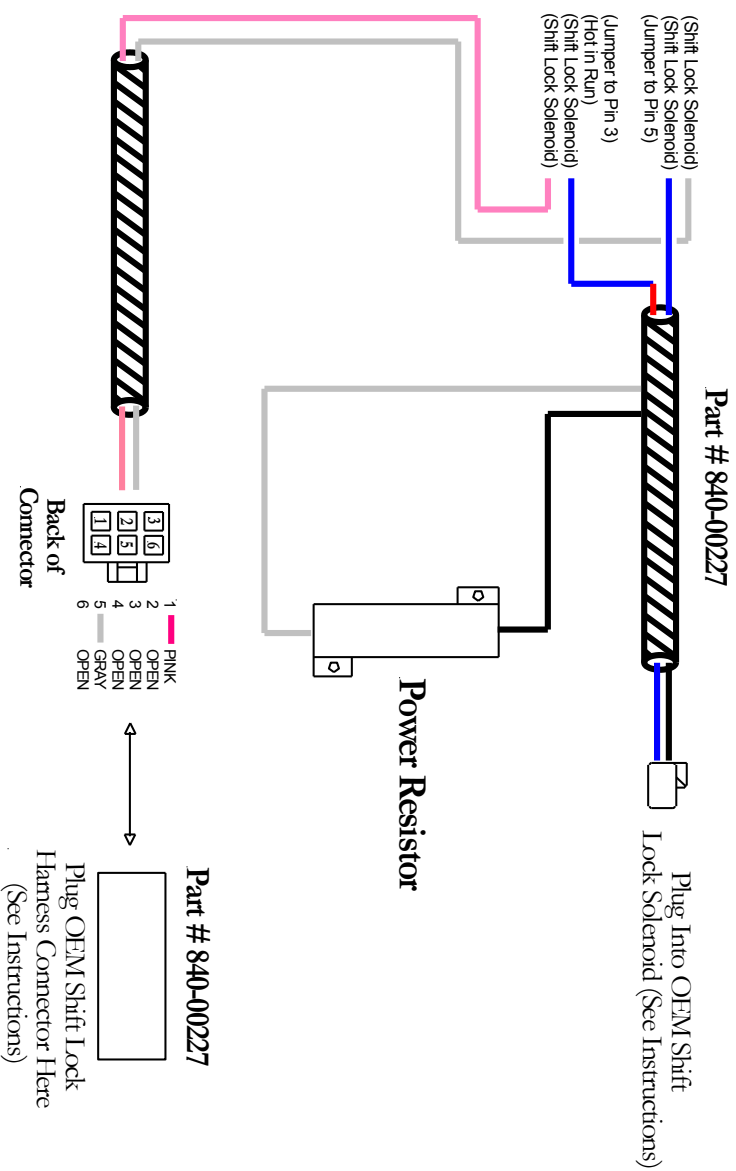 (Shift Lock Solenoid)
(Shift Lock Solenoid)
(Jumper to Pin 5)
(Jumper to Pin 3)
(Hot in Run)
(Shift Lock Solenoid)
(Shift Lock Solenoid)
Part # 840-00227
Plug Into OEM Shift
Lock Solenoid (See Instructions)
Power Resistor
3 6
2 5
1 4
Back of
Connector
1 PINK
2 OPEN
3 OPEN
4 OPEN
5 GRAY
6 OPEN
Part # 840-00227
Plug OEM Shift Lock
Harness Connector Here
(See Instructions)